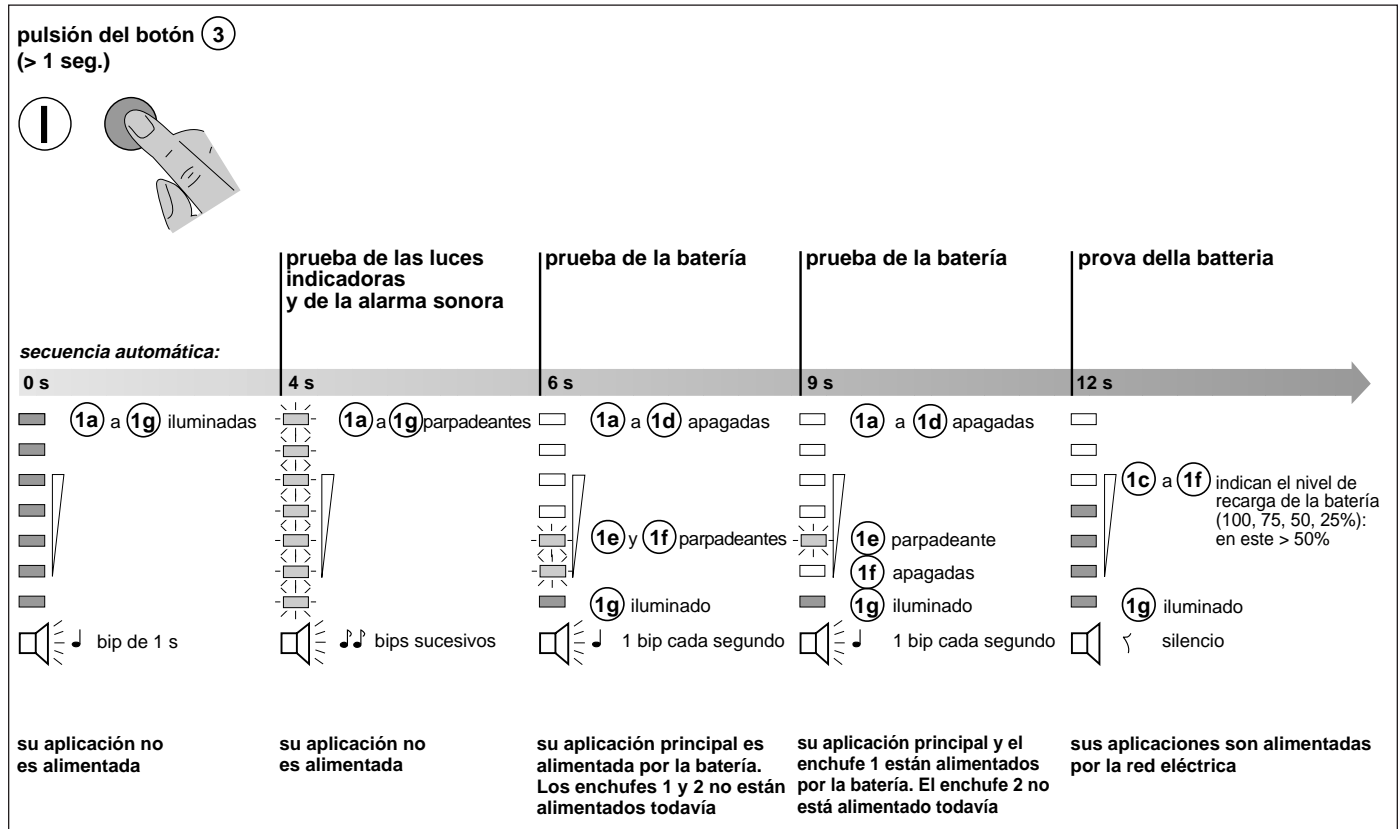 pulsión del botón 3
(> 1 seg.)
prueba de las luces
indicadoras
y de la alarma sonora
prueba de la batería
prueba de la batería
prova della batteria
secuencia automática:
0 s
4 s
6 s
9 s
12 s
1a a 1g iluminadas
1a a 1g parpadeantes
1a a 1d apagadas
1a a 1d apagadas
1c a 1f indican el nivel de
recarga de la batería
(100, 75, 50, 25%):
en este > 50%
1e y 1f parpadeantes
1e parpadeante
1f apagadas
1g iluminado
1g iluminado
1g iluminado
bip de 1 s
bips sucesivos
1 bip cada segundo
1 bip cada segundo
silencio
su aplicación no
es alimentada
su aplicación no
es alimentada
su aplicación principal es
alimentada por la batería.
Los enchufes 1 y 2 no están
alimentados todavía
su aplicación principal y el
enchufe 1 están alimentados
por la batería. El enchufe 2 no
está alimentado todavía
sus aplicaciones son alimentadas
por la red eléctrica